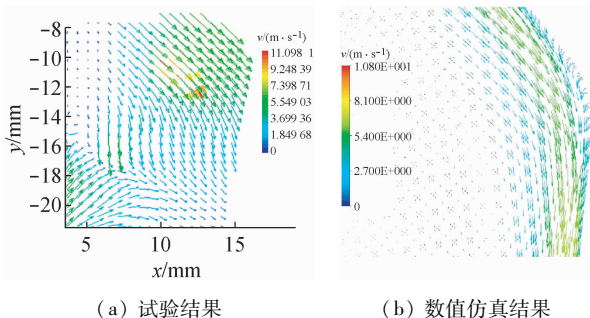 v/(m · s⁻¹)
11.098 1
9.248 39
7.398 71
5.549 03
3.699 36
1.849 68
0
y/mm
−8
−10
−12
−14
−16
−18
−20
5
10
15
x/mm
(a) 试验结果
v/(m·s⁻¹)
1.080E+001
8.100E+000
5.400E+000
2.700E+000
0
(b) 数值仿真结果